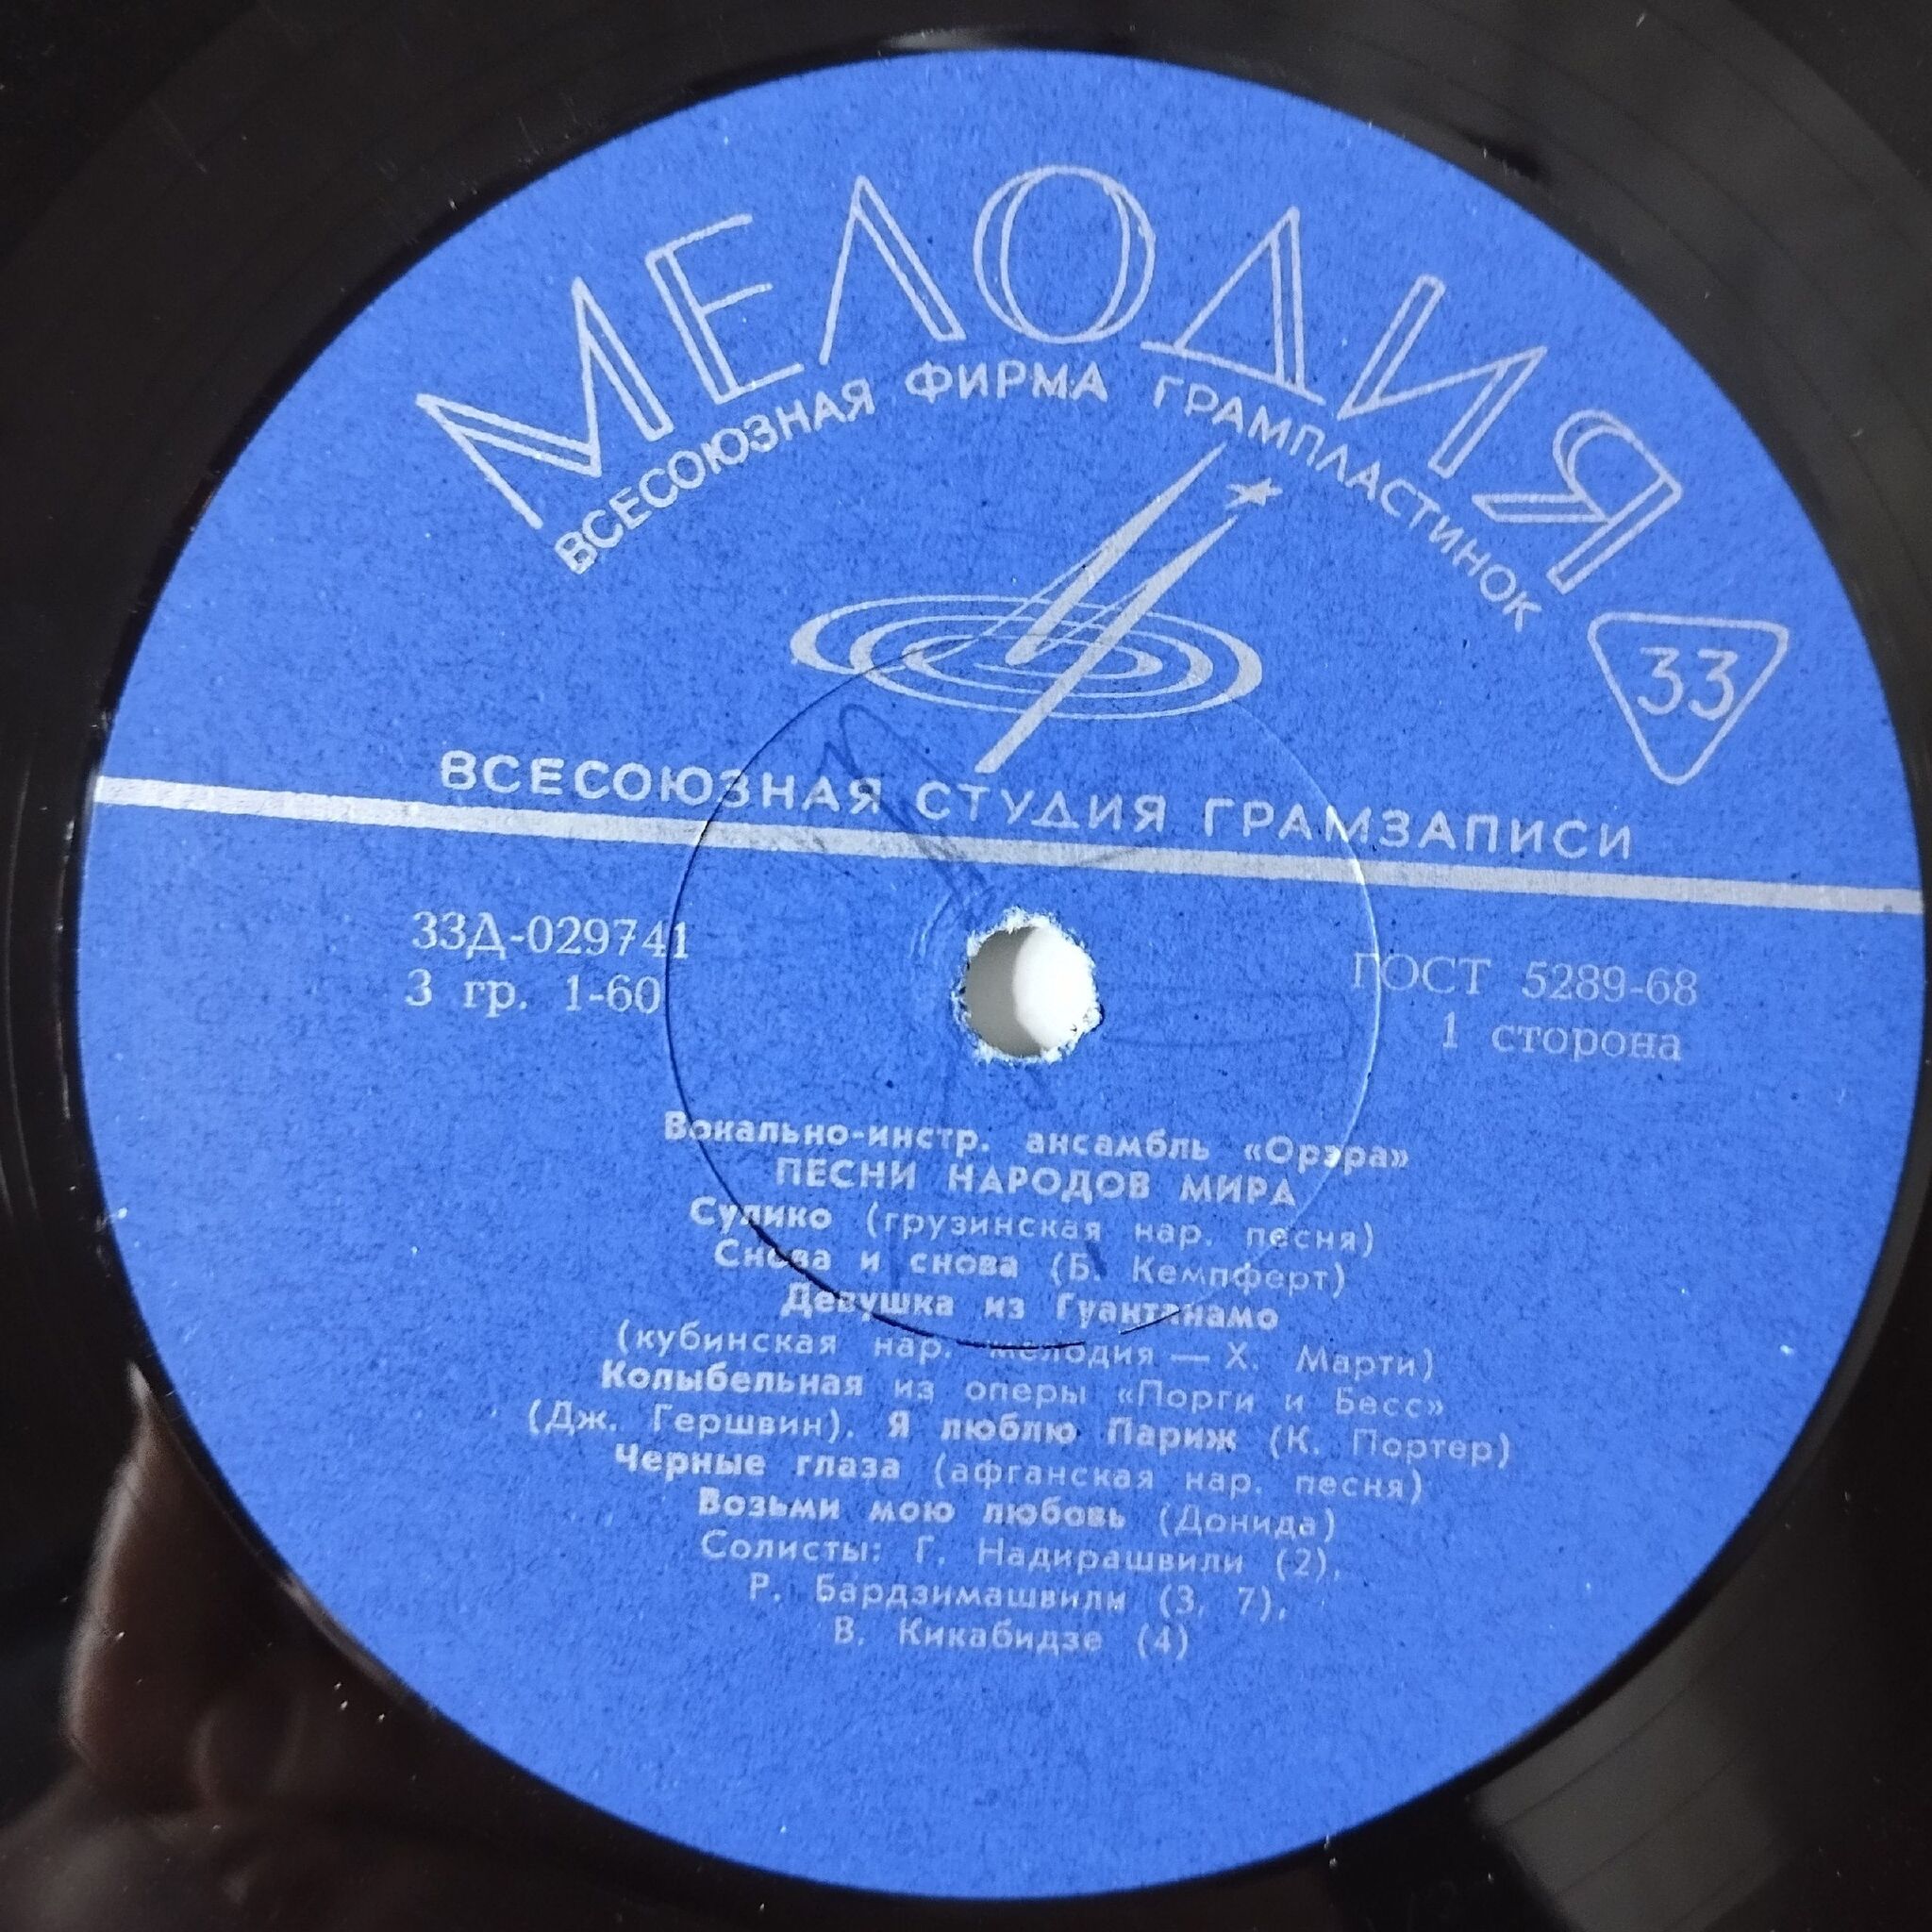 МЕЛОДИЯ
ВСЕСОЮЗНАЯ ФИРМА ГРАМПЛАСТИНОК
33
ВСЕСОЮЗНАЯ СТУДИЯ ГРАМЗАПИСИ
33Д-029741
3 гр. 1-60
ГОСТ 5289-68
1 сторона
Вокально-инстр. ансамбль «Орэра»
ПЕСНИ НАРОДОВ МИРА
Сулико (грузинская нар. песня)
Снова и снова (Б. Кемпферт)
Девушка из Гуантанамо
(кубинская нар. мелодия — Х. Марти)
Колыбельная из оперы «Порги и Бесс»
(Дж. Гершвин). Я люблю Париж (К. Портер)
Черные глаза (афганская нар. песня)
Возьми мою любовь (Донида)
Солисты: Г. Надирашвили (2),
Р. Бардзимашвили (3, 7),
В. Кикабидзе (4)